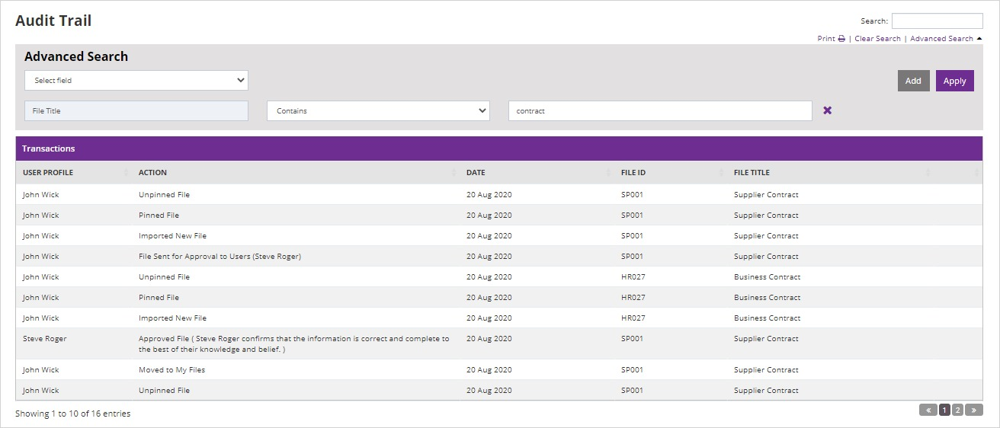 Audit Trail
Search:
Print | Clear Search | Advanced Search
Advanced Search
Select field
Add Apply
File Title Contains contract
Transactions
USER PROFILE ACTION DATE FILE ID FILE TITLE
John Wick Unpinned File 20 Aug 2020 SP001 Supplier Contract
John Wick Pinned File 20 Aug 2020 SP001 Supplier Contract
John Wick Imported New File 20 Aug 2020 SP001 Supplier Contract
John Wick File Sent for Approval to Users (Steve Roger) 20 Aug 2020 SP001 Supplier Contract
John Wick Unpinned File 20 Aug 2020 HR027 Business Contract
John Wick Pinned File 20 Aug 2020 HR027 Business Contract
John Wick Imported New File 20 Aug 2020 HR027 Business Contract
Steve Roger Approved File ( Steve Roger confirms that the information is correct and complete to 20 Aug 2020 SP001 Supplier Contract
the best of their knowledge and belief. )
John Wick Moved to My Files 20 Aug 2020 SP001 Supplier Contract
John Wick Unpinned File 20 Aug 2020 SP001 Supplier Contract
Showing 1 to 10 of 16 entries
« 1 2 »